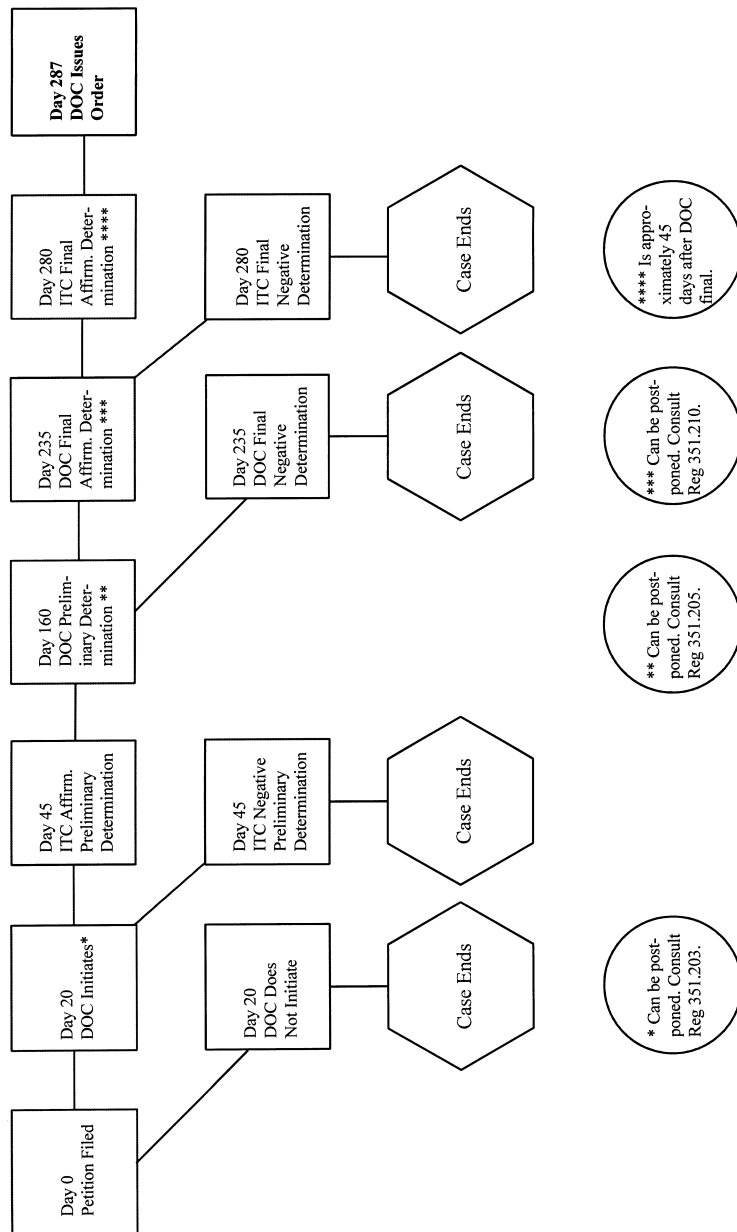 Day 0
Petition Filed
Day 20
DOC Initiates*
Day 45
ITC Affirm.
Preliminary
Determination
Day 160
DOC Prelim-
inary Deter-
mination **
Day 235
DOC Final
Affirm. Deter-
mination ***
Day 280
ITC Final
Affirm. Deter-
mination ****
Day 287
DOC Issues
Order
Day 20
DOC Does
Not Initiate
Day 45
ITC Negative
Preliminary
Determination
Day 235
DOC Final
Negative
Determination
Day 280
ITC Final
Negative
Determination
Case Ends
Case Ends
Case Ends
Case Ends
* Can be post-
poned. Consult
Reg 351.203.
** Can be post-
poned. Consult
Reg 351.205.
*** Can be post-
poned. Consult
Reg 351.210.
**** Is appro-
ximately 45
days after DOC
final.